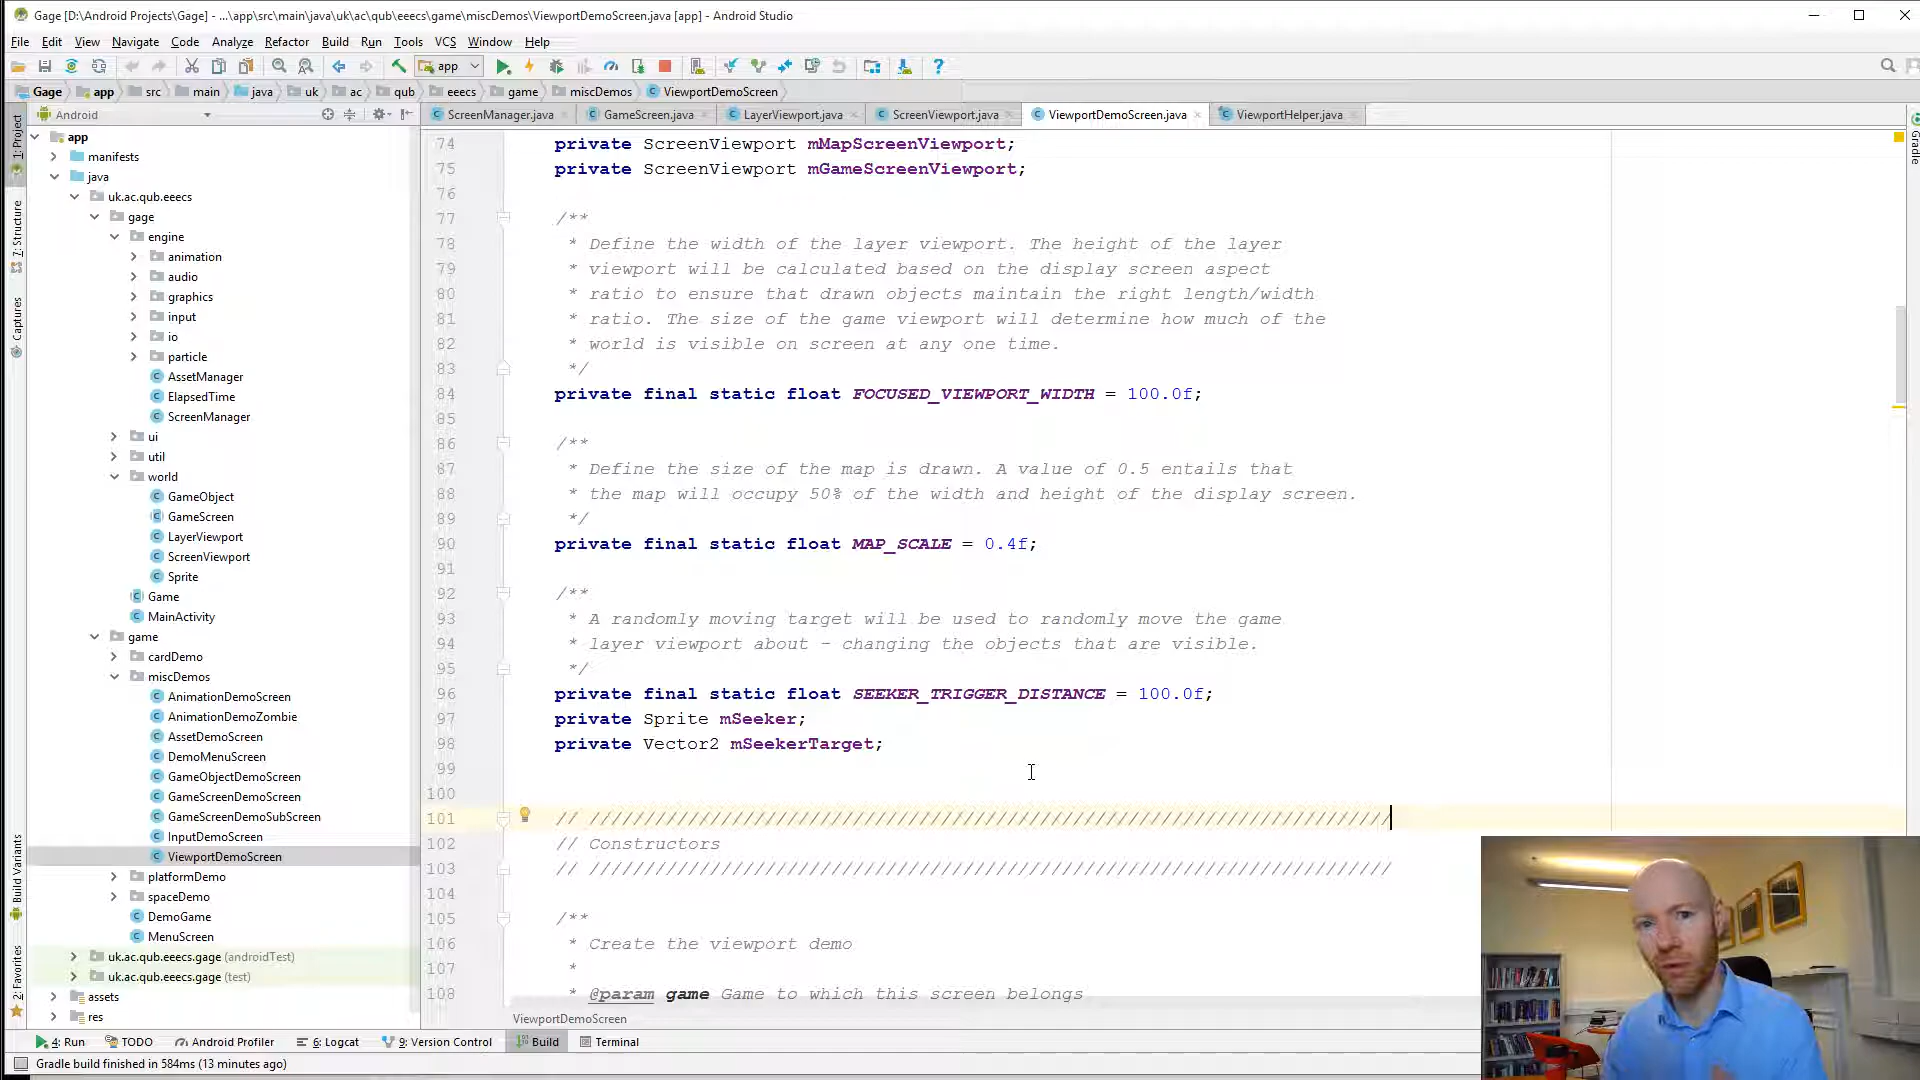 Gage [D:\Android Projects\Gage] - ...\app\src\main\java\uk\ac\qub\eeecs\game\miscDemos\ViewportDemoScreen.java [app] - Android Studio
File Edit View Navigate Code Analyze Refactor Build Run Tools VCS Window Help
app
Gage app src main java uk ac qub eeecs game miscDemos ViewportDemoScreen
Android
ScreenManager.java GameScreen.java LayerViewport.java ScreenViewport.java ViewportDemoScreen.java ViewportHelper.java
1: Project
7: Structure
Captures
Build Variants
2: Favorites
Gradle
app
manifests
java
uk.ac.qub.eeecs
gage
engine
animation
audio
graphics
input
io
particle
AssetManager
ElapsedTime
ScreenManager
ui
util
world
GameObject
GameScreen
LayerViewport
ScreenViewport
Sprite
Game
MainActivity
game
cardDemo
miscDemos
AnimationDemoScreen
AnimationDemoZombie
AssetDemoScreen
DemoMenuScreen
GameObjectDemoScreen
GameScreenDemoScreen
GameScreenDemoSubScreen
InputDemoScreen
ViewportDemoScreen
platformDemo
spaceDemo
DemoGame
MenuScreen
uk.ac.qub.eeecs.gage (androidTest)
uk.ac.qub.eeecs.gage (test)
assets
res
74 private ScreenViewport mMapScreenViewport;
75 private ScreenViewport mGameScreenViewport;
76
77 /**
78 * Define the width of the layer viewport. The height of the layer
79 * viewport will be calculated based on the display screen aspect
80 * ratio to ensure that drawn objects maintain the right length/width
81 * ratio. The size of the game viewport will determine how much of the
82 * world is visible on screen at any one time.
83 */
84 private final static float FOCUSED_VIEWPORT_WIDTH = 100.0f;
85
86 /**
87 * Define the size of the map is drawn. A value of 0.5 entails that
88 * the map will occupy 50% of the width and height of the display screen.
89 */
90 private final static float MAP_SCALE = 0.4f;
91
92 /**
93 * A randomly moving target will be used to randomly move the game
94 * layer viewport about - changing the objects that are visible.
95 */
96 private final static float SEEKER_TRIGGER_DISTANCE = 100.0f;
97 private Sprite mSeeker;
98 private Vector2 mSeekerTarget;
99
100
101 // /////////////////////////////////////////////////////////////////////////
102 // Constructors
103 // /////////////////////////////////////////////////////////////////////////
104
105 /**
106 * Create the viewport demo
107 *
108 * @param game Game to which this screen belongs
ViewportDemoScreen
4: Run TODO Android Profiler 6: Logcat 9: Version Control Build Terminal
Gradle build finished in 584ms (13 minutes ago)